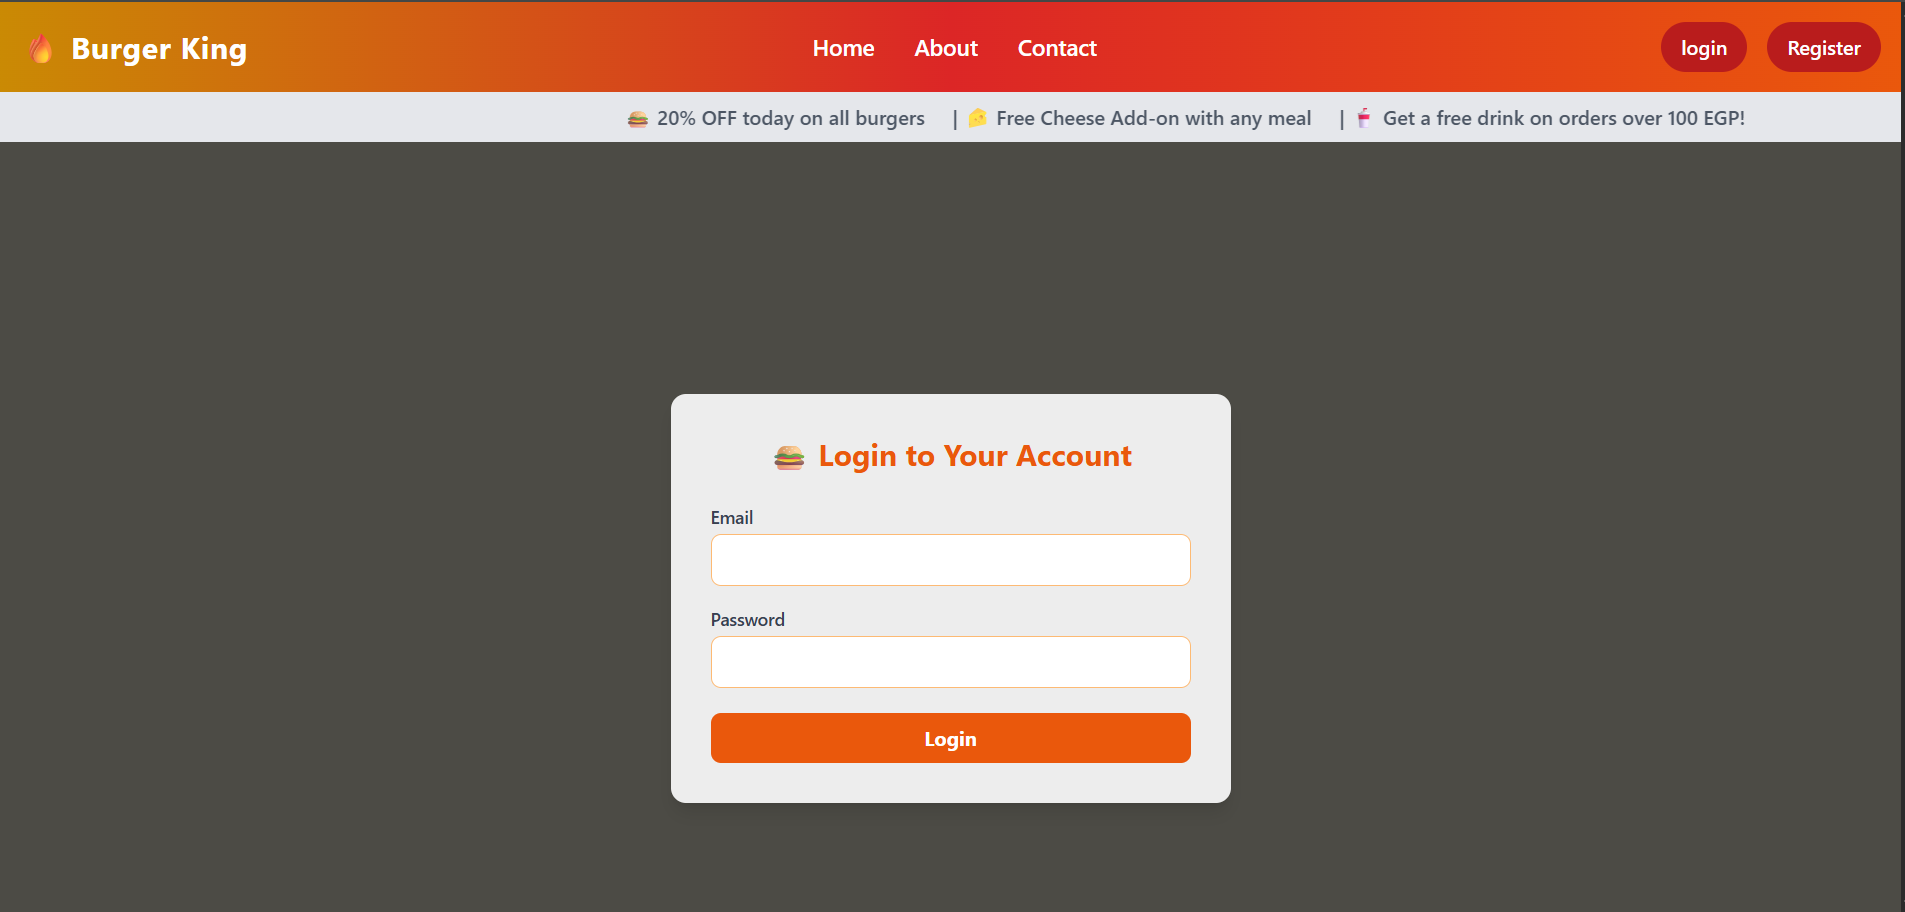 🔥 Burger King Home About Contact login Register
🍔 20% OFF today on all burgers | 🧀 Free Cheese Add-on with any meal | 🥤 Get a free drink on orders over 100 EGP!
🍔 Login to Your Account
Email
Password
Login